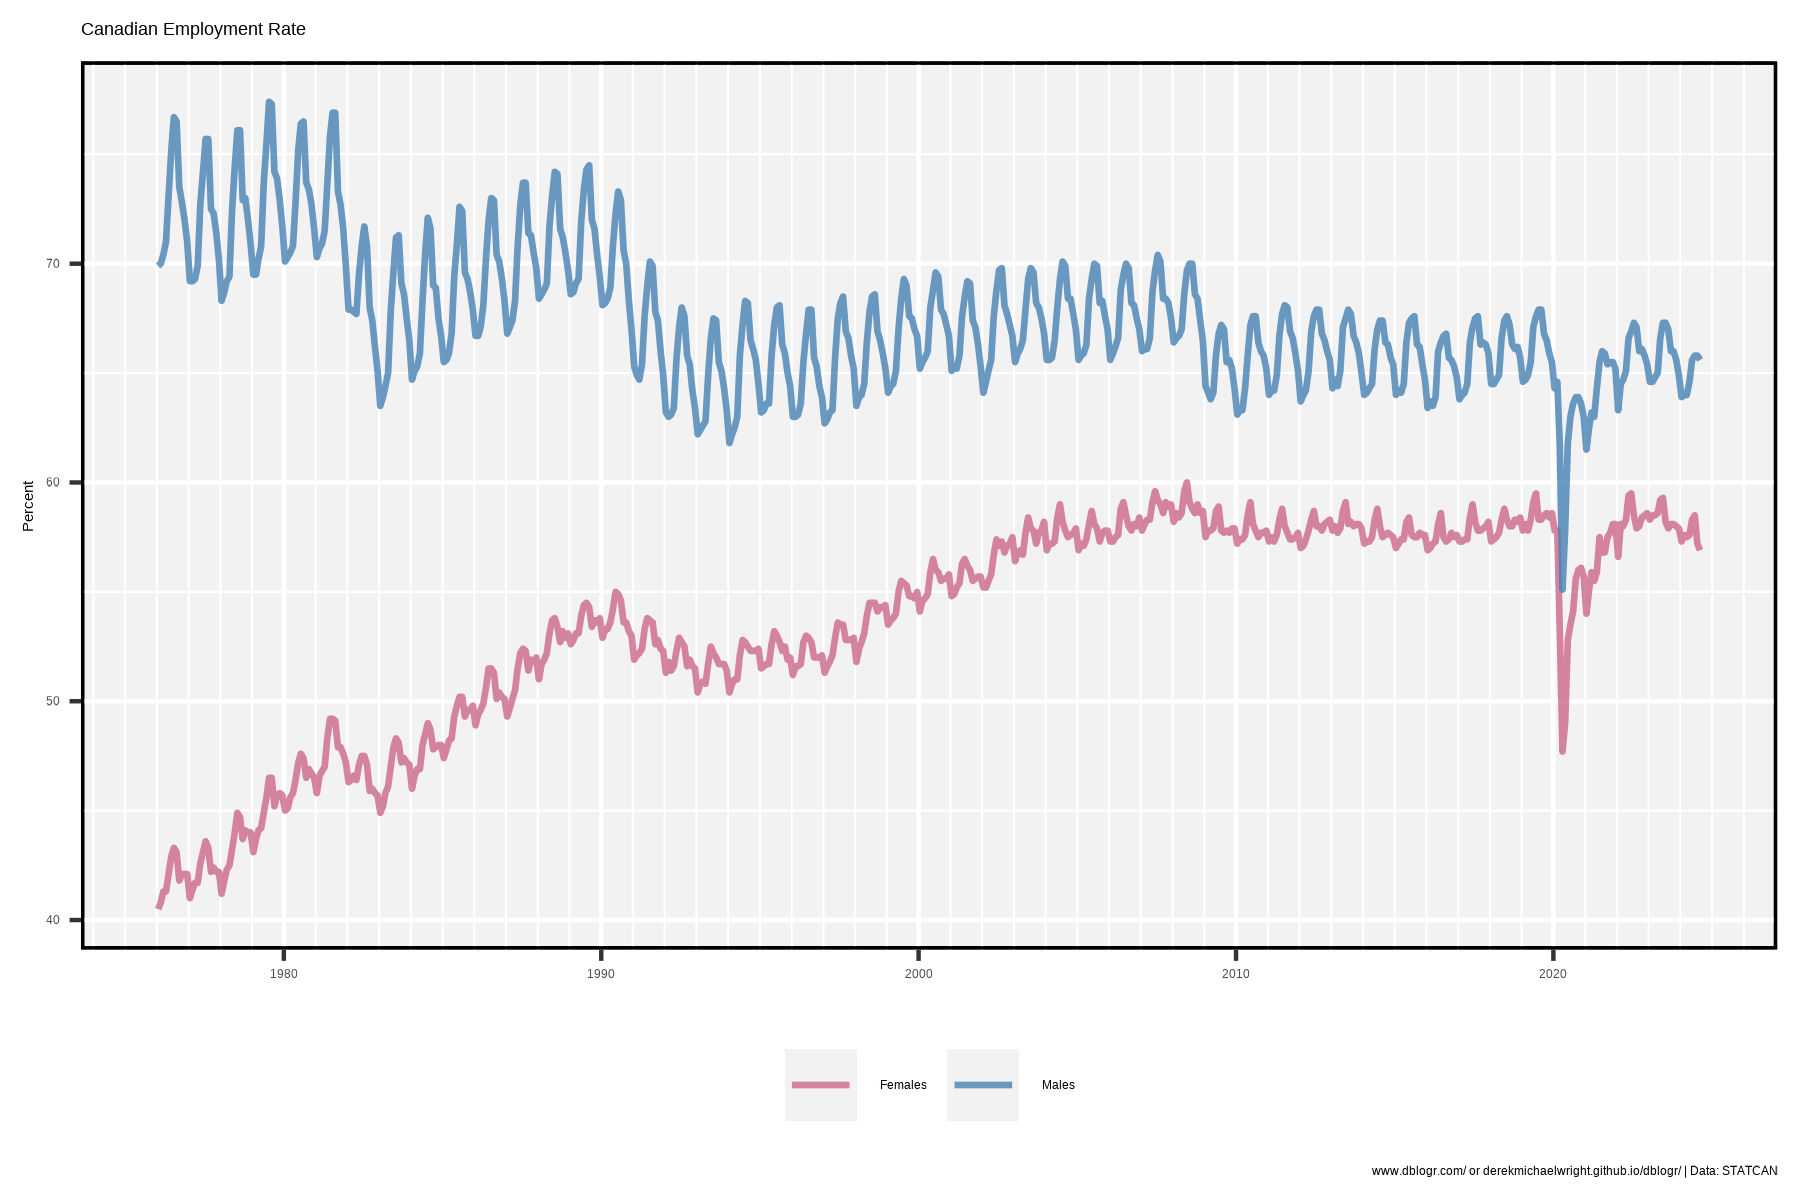 Canadian Employment Rate
Percent
70
60
50
40
1980 1990 2000 2010 2020
Females Males
www.dblogr.com/ or derekmichaelwright.github.io/dblogr/ | Data: STATCAN